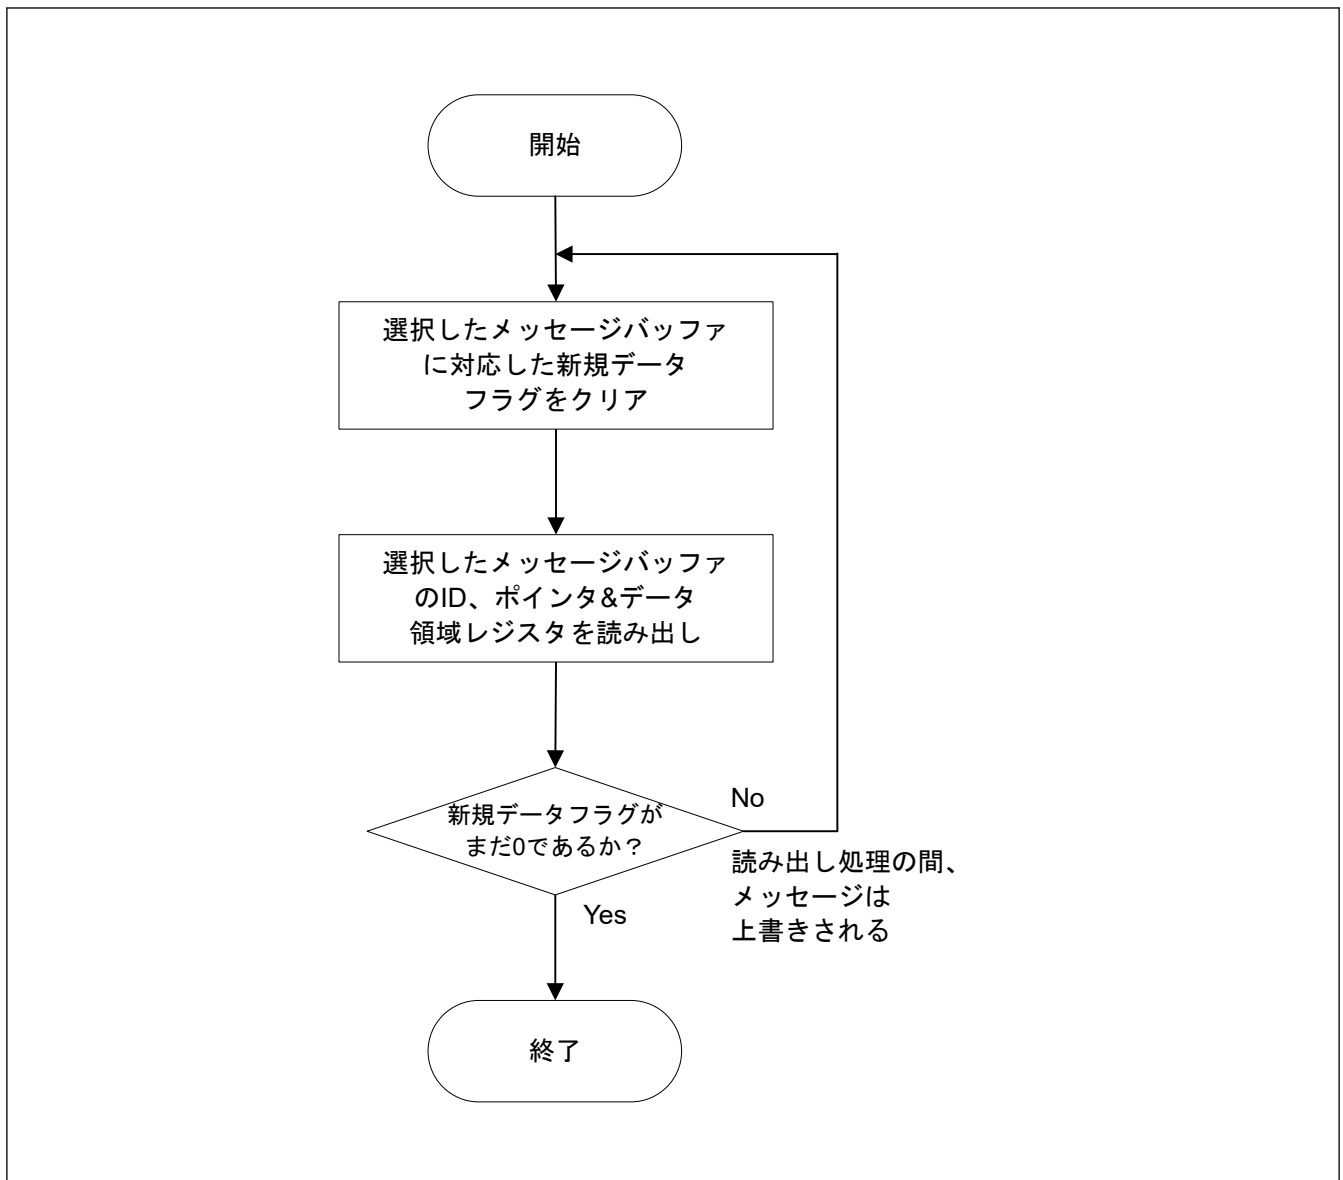 開始
選択したメッセージバッファ
に対応した新規データ
フラグをクリア
選択したメッセージバッファ
のID、ポインタ&データ
領域レジスタを読み出し
新規データフラグが
まだ0であるか？
No
読み出し処理の間、
メッセージは
上書きされる
Yes
終了